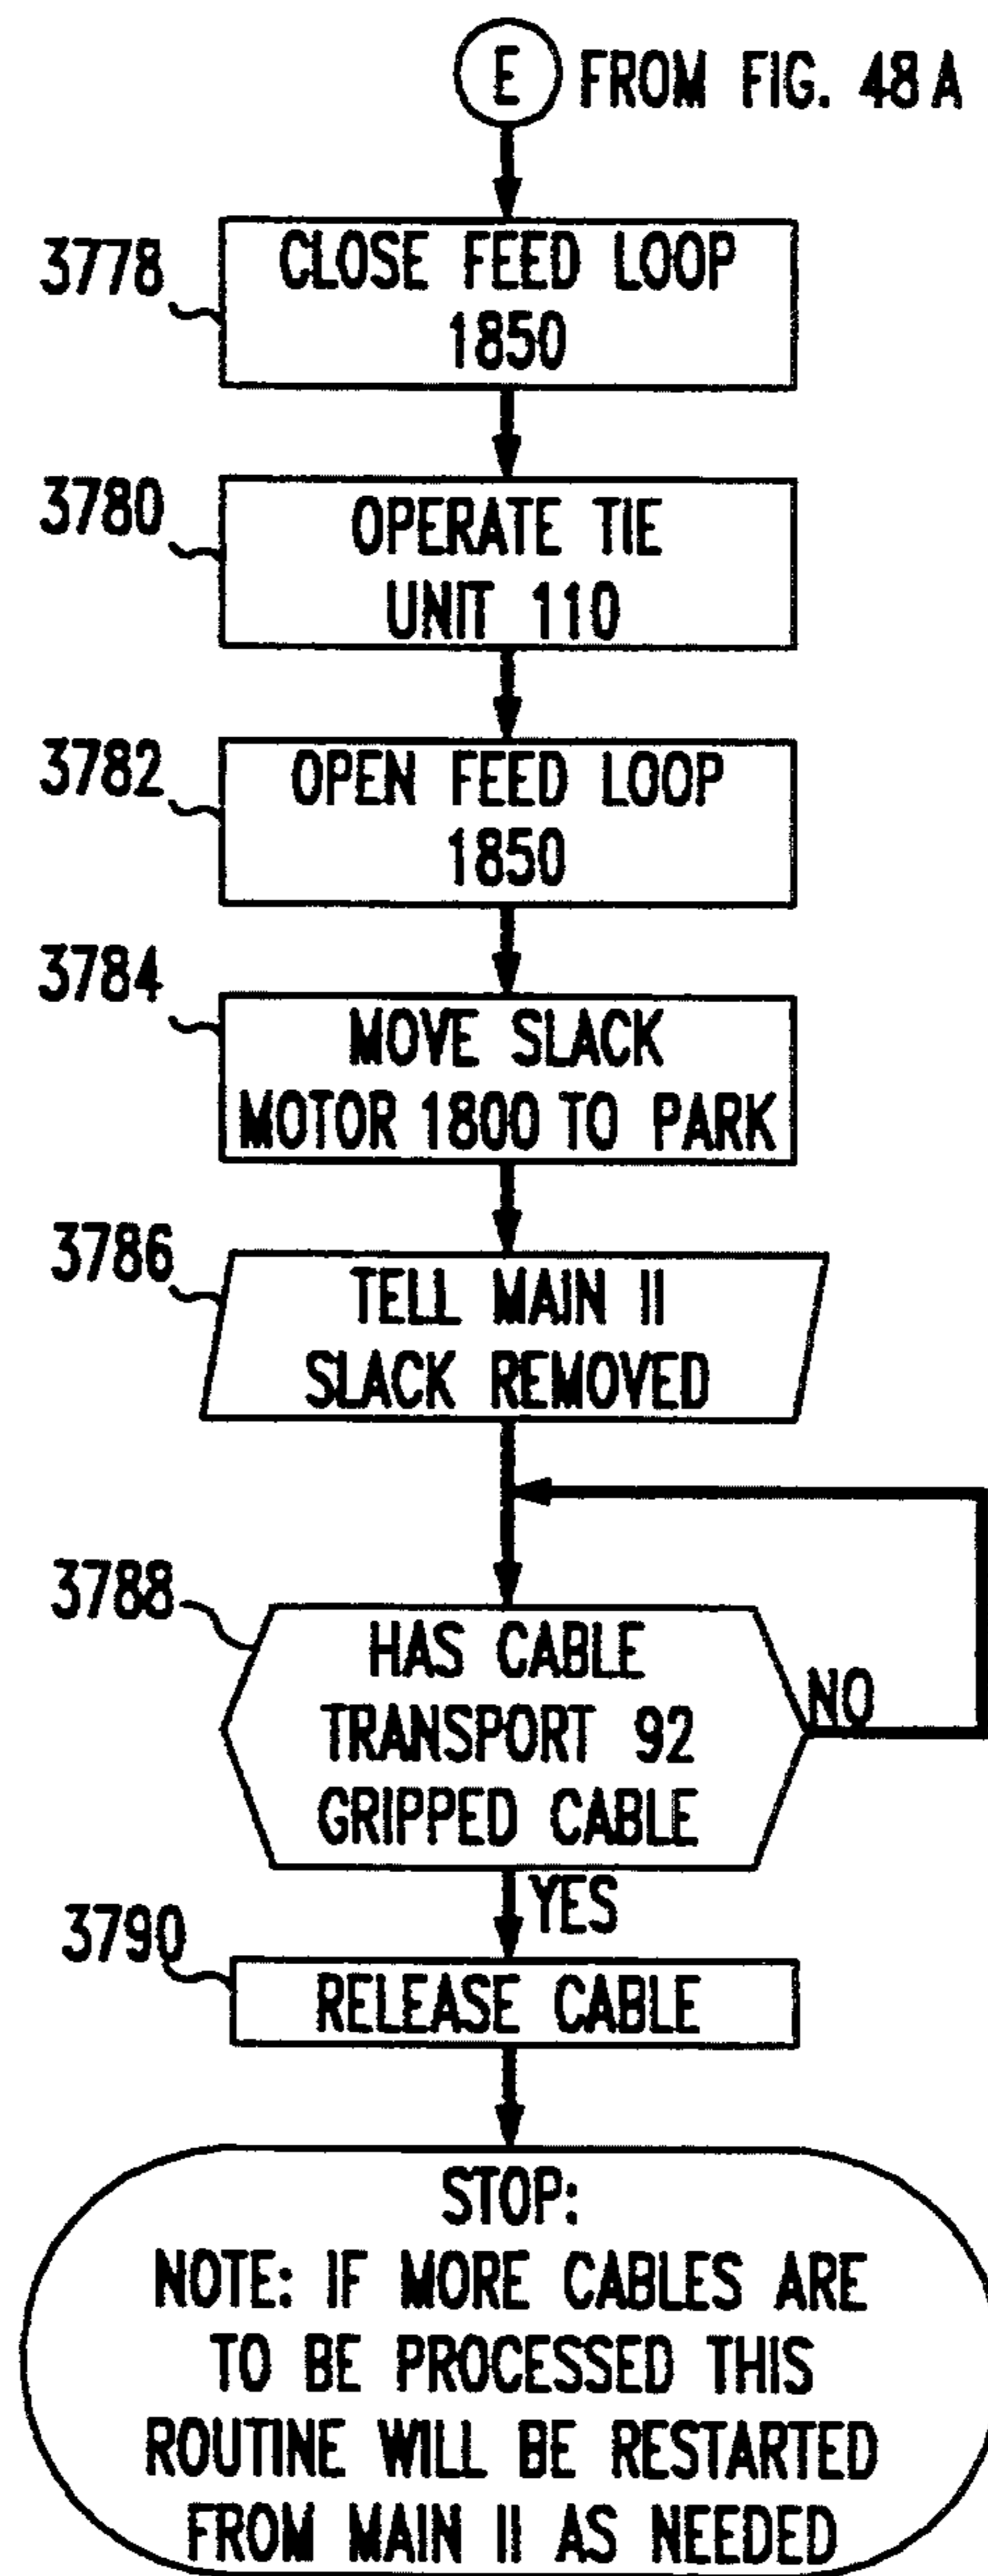 E FROM FIG. 48A
3778
CLOSE FEED LOOP
1850
3780
OPERATE TIE
UNIT 110
3782
OPEN FEED LOOP
1850
3784
MOVE SLACK
MOTOR 1800 TO PARK
3786
TELL MAIN II
SLACK REMOVED
3788
HAS CABLE
TRANSPORT 92
GRIPPED CABLE
NO
YES
3790
RELEASE CABLE
STOP:
NOTE: IF MORE CABLES ARE
TO BE PROCESSED THIS
ROUTINE WILL BE RESTARTED
FROM MAIN II AS NEEDED